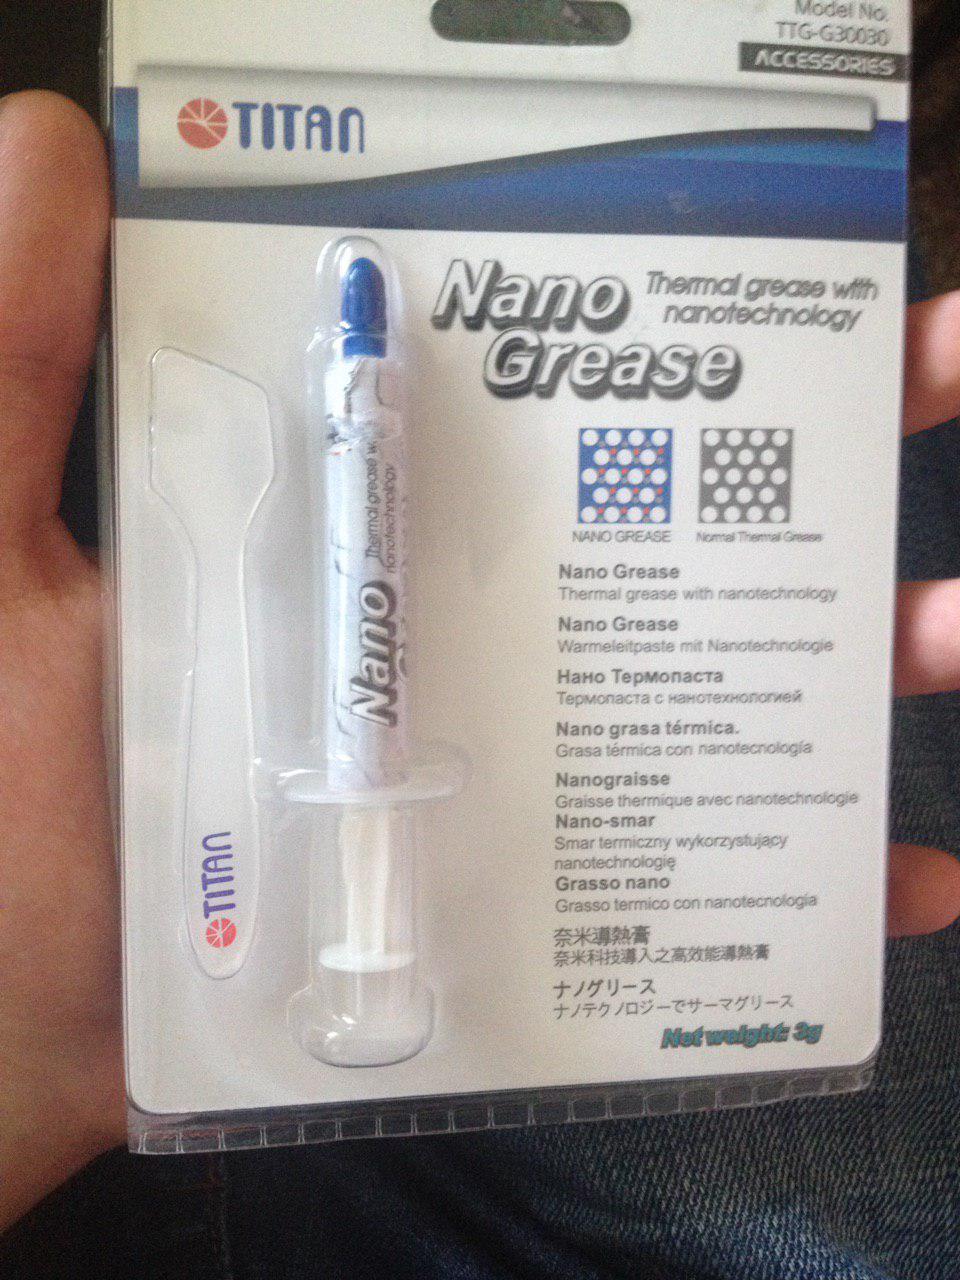 Model No.
TTG-G30030
ACCESSORIES
TITAN
Nano
Grease
Thermal grease with
nanotechnology
NANO GREASE
Normal Thermal Grease
Nano Grease
Thermal grease with nanotechnology
Nano Grease
Warmeleitpaste mit Nanotechnologie
Нано Термопаста
Термопаста с нанотехнологией
Nano grasa térmica.
Grasa térmica con nanotecnología
Nanograisse
Graisse thermique avec nanotechnologie
Nano-smar
Smar termiczny wykorzystujący
nanotechnologię
Grasso nano
Grasso termico con nanotecnologia
奈米導熱膏
奈米科技導入之高效能導熱膏
ナノグリース
ナノテクノロジーでサーマグリース
Net weight: 3g
Nano
Thermal grease
nanotechnology
TITAN